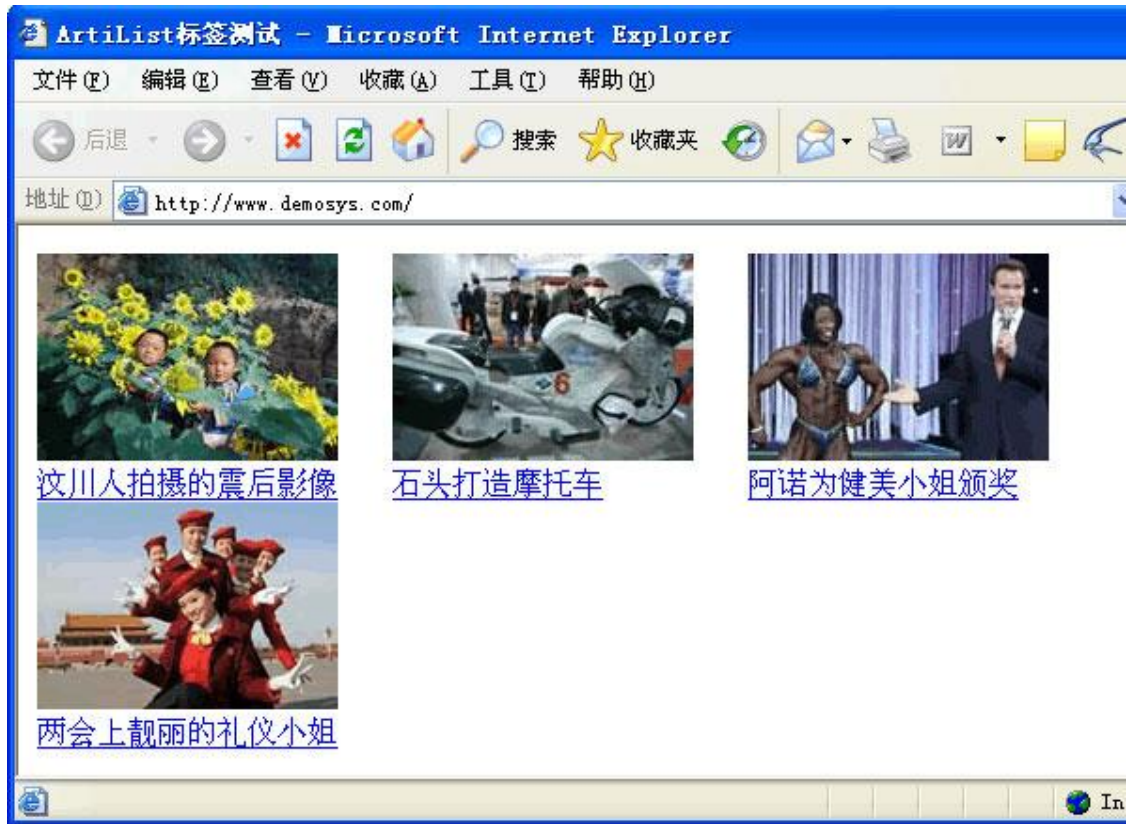 ArtiList标签测试 - Microsoft Internet Explorer
文件(F) 编辑(E) 查看(V) 收藏(A) 工具(T) 帮助(H)
后退 搜索 收藏夹
地址(D) http://www.demosys.com/
6
汶川人拍摄的震后影像 石头打造摩托车 阿诺为健美小姐颁奖
两会上靓丽的礼仪小姐
In